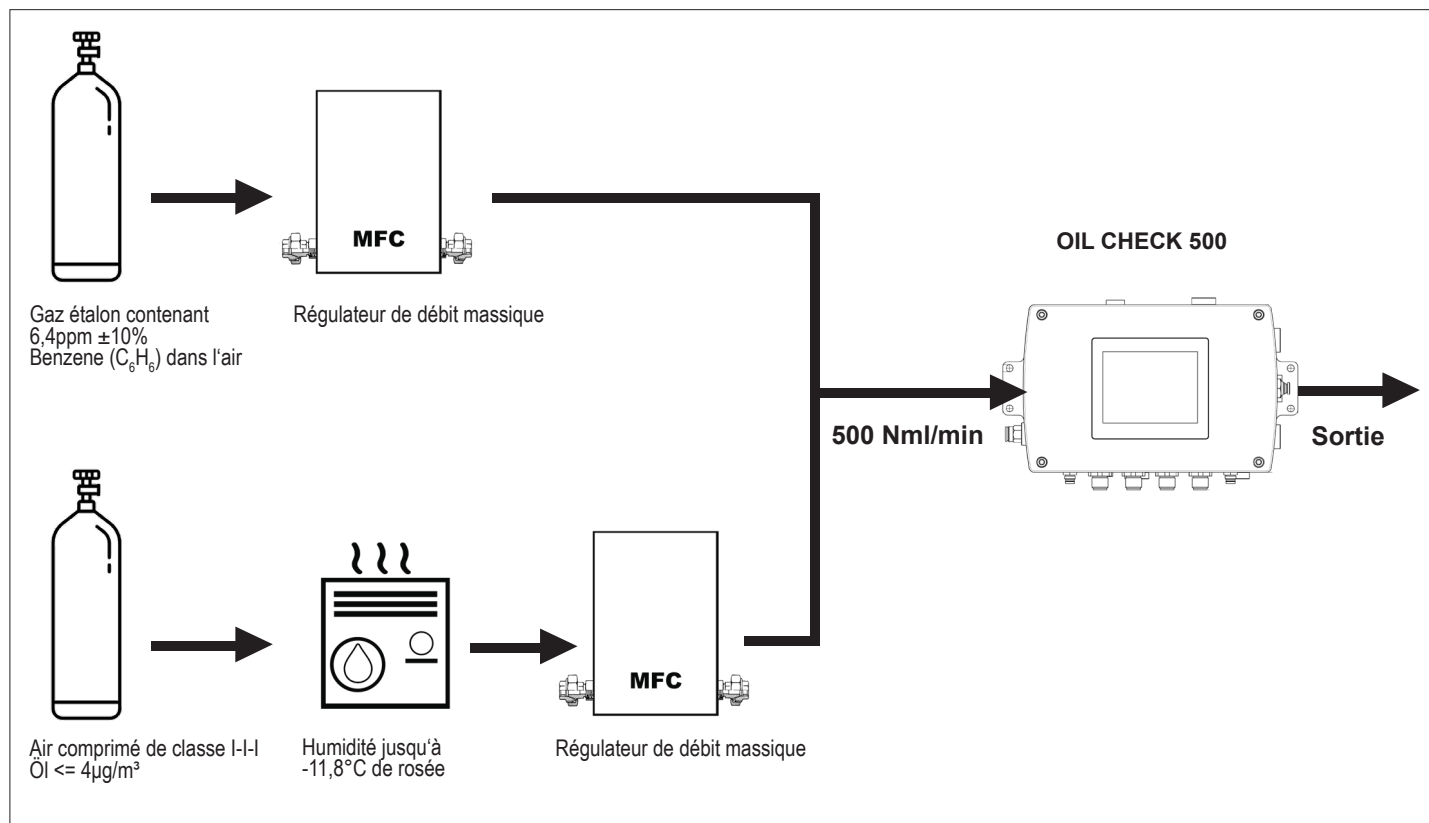 MFC
Gaz étalon contenant
6,4ppm ±10%
Benzene (C₆H₆) dans l‘air
Régulateur de débit massique
OIL CHECK 500
500 Nml/min
Sortie
MFC
Air comprimé de classe I-I-I
Öl <= 4µg/m³
Humidité jusqu‘à
-11,8°C de rosée
Régulateur de débit massique